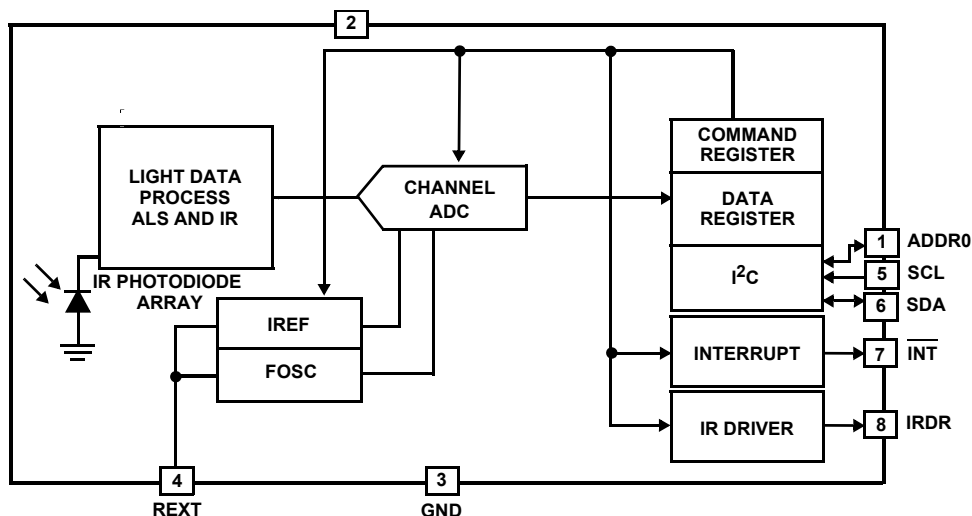 2
LIGHT DATA
PROCESS
ALS AND IR
IR PHOTODIODE
ARRAY
CHANNEL
ADC
IREF
FOSC
COMMAND
REGISTER
DATA
REGISTER
I²C
INTERRUPT
IR DRIVER
1 ADDR0
5 SCL
6 SDA
7 I̅N̅T̅
8 IRDR
4
REXT
3
GND